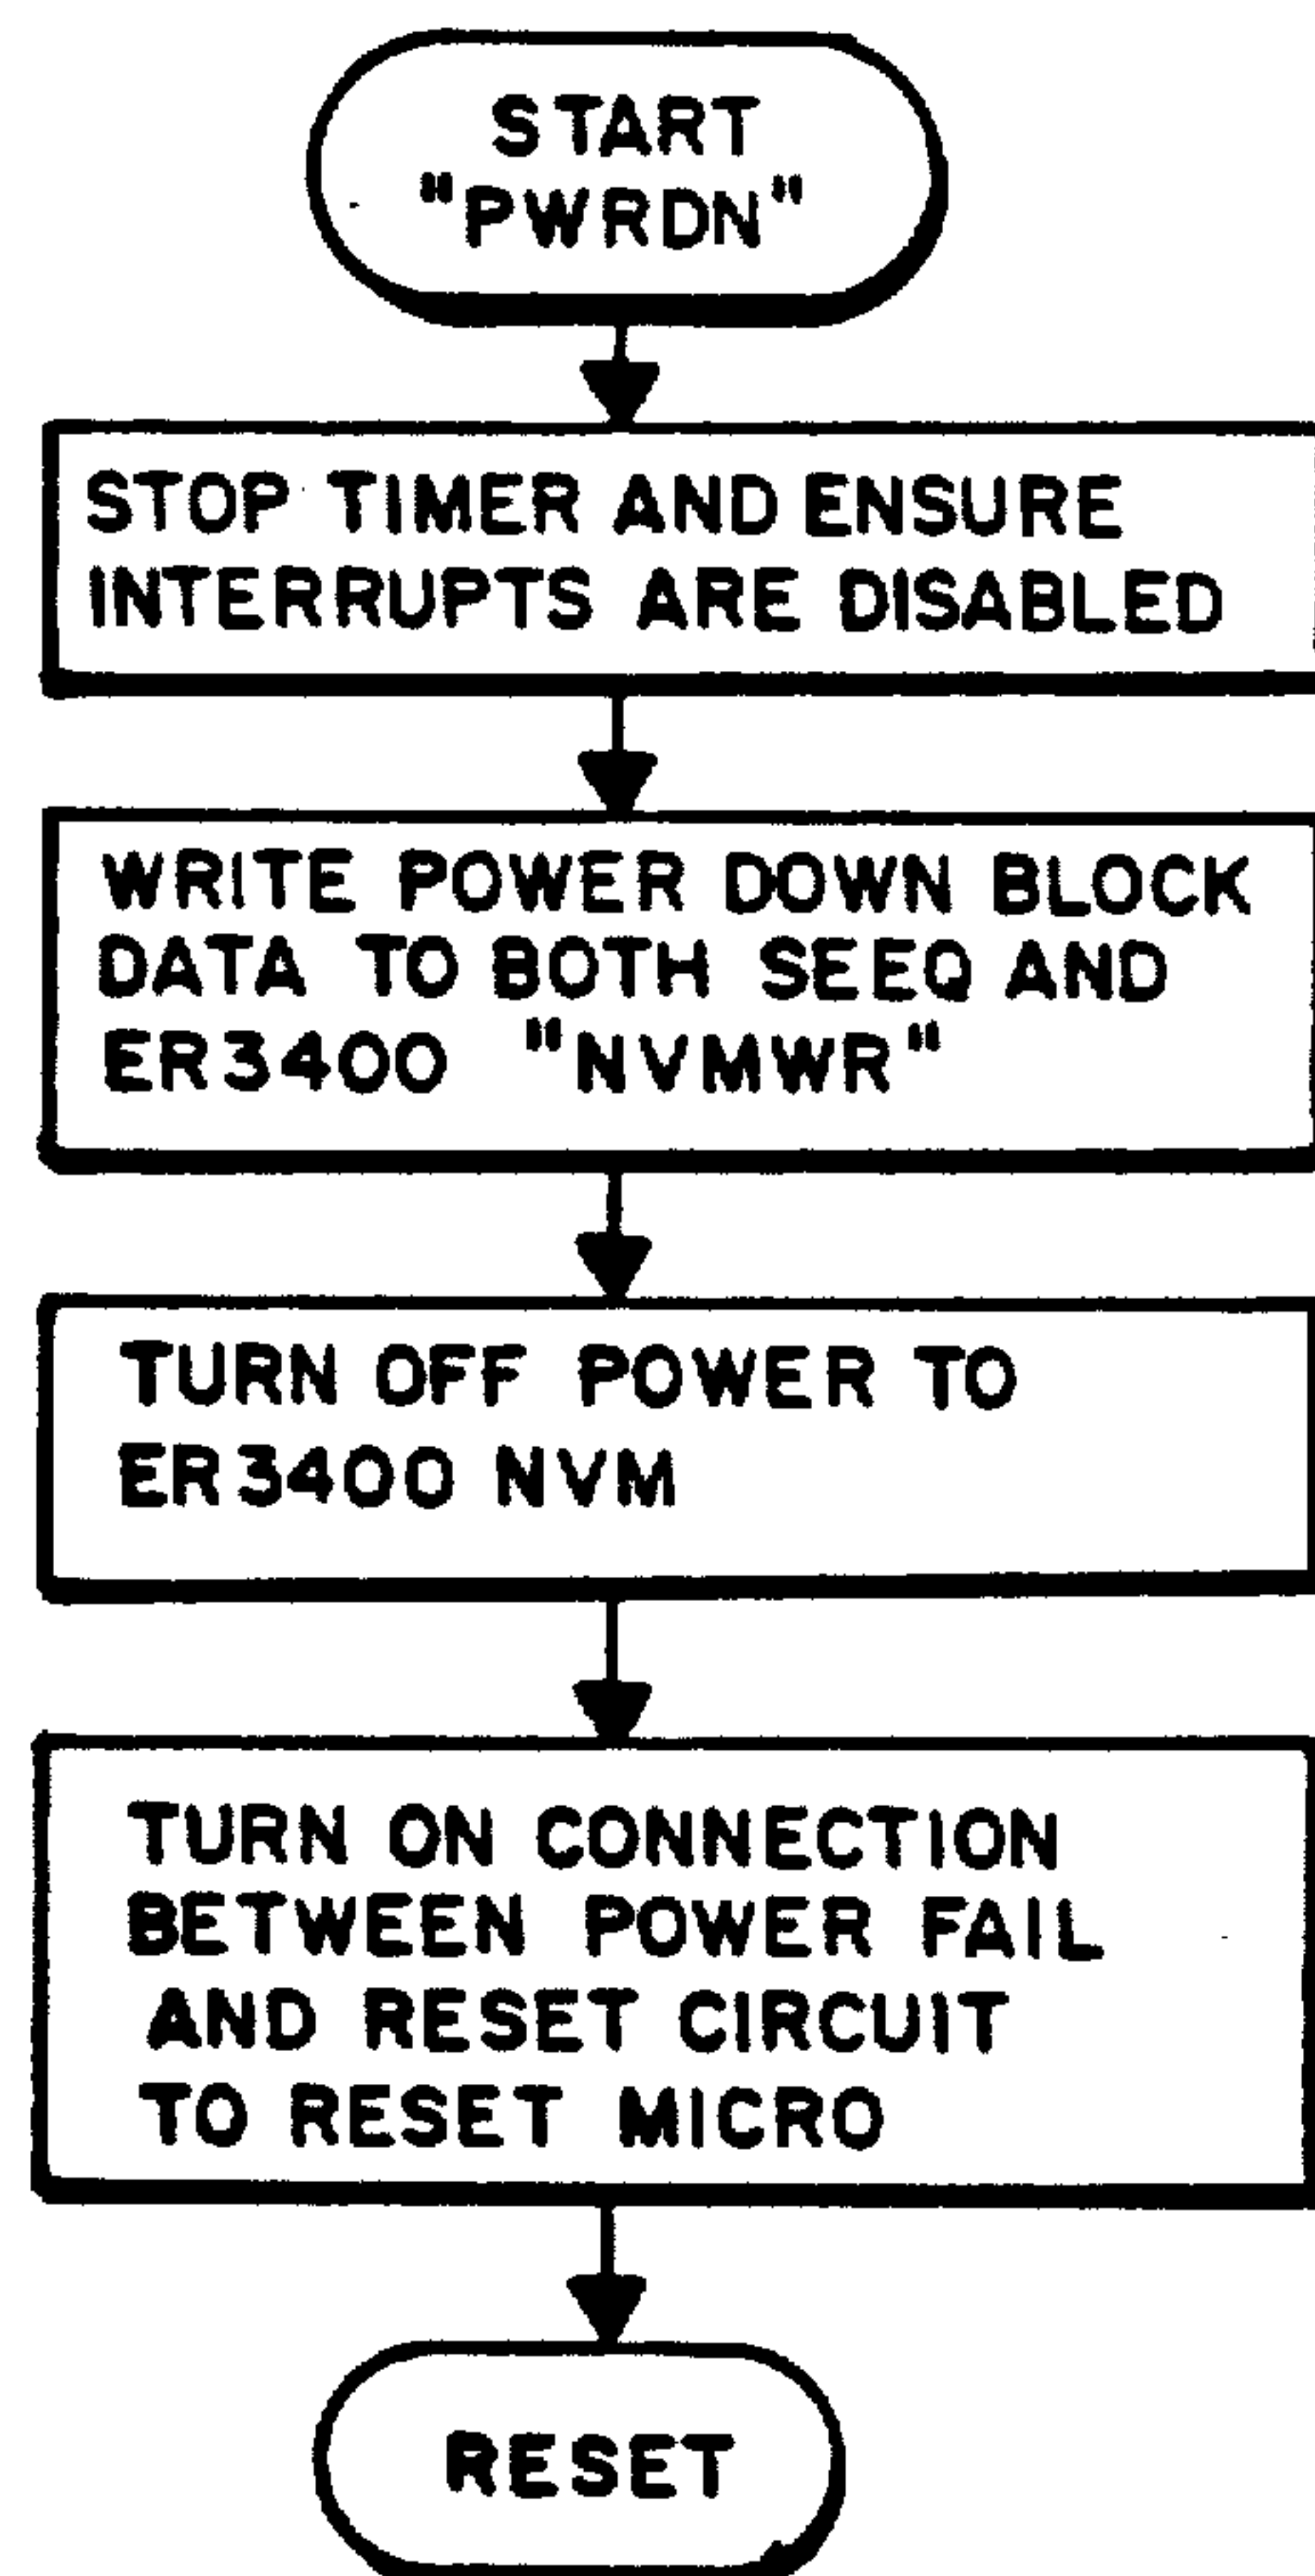 START
"PWRDN"
STOP TIMER AND ENSURE
INTERRUPTS ARE DISABLED
WRITE POWER DOWN BLOCK
DATA TO BOTH SEEQ AND
ER3400 "NVMWR"
TURN OFF POWER TO
ER3400 NVM
TURN ON CONNECTION
BETWEEN POWER FAIL
AND RESET CIRCUIT
TO RESET MICRO
RESET